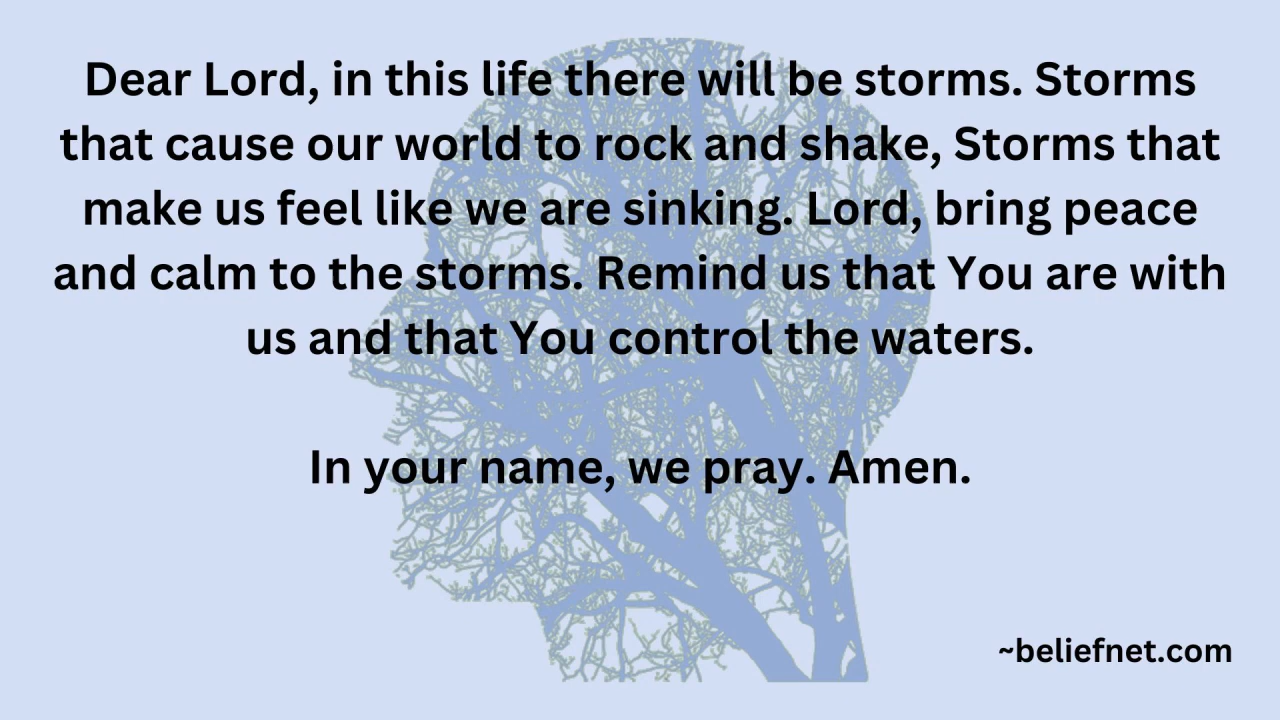 Dear Lord, in this life there will be storms. Storms
that cause our world to rock and shake, Storms that
make us feel like we are sinking. Lord, bring peace
and calm to the storms. Remind us that You are with
us and that You control the waters.
In your name, we pray. Amen.
~beliefnet.com